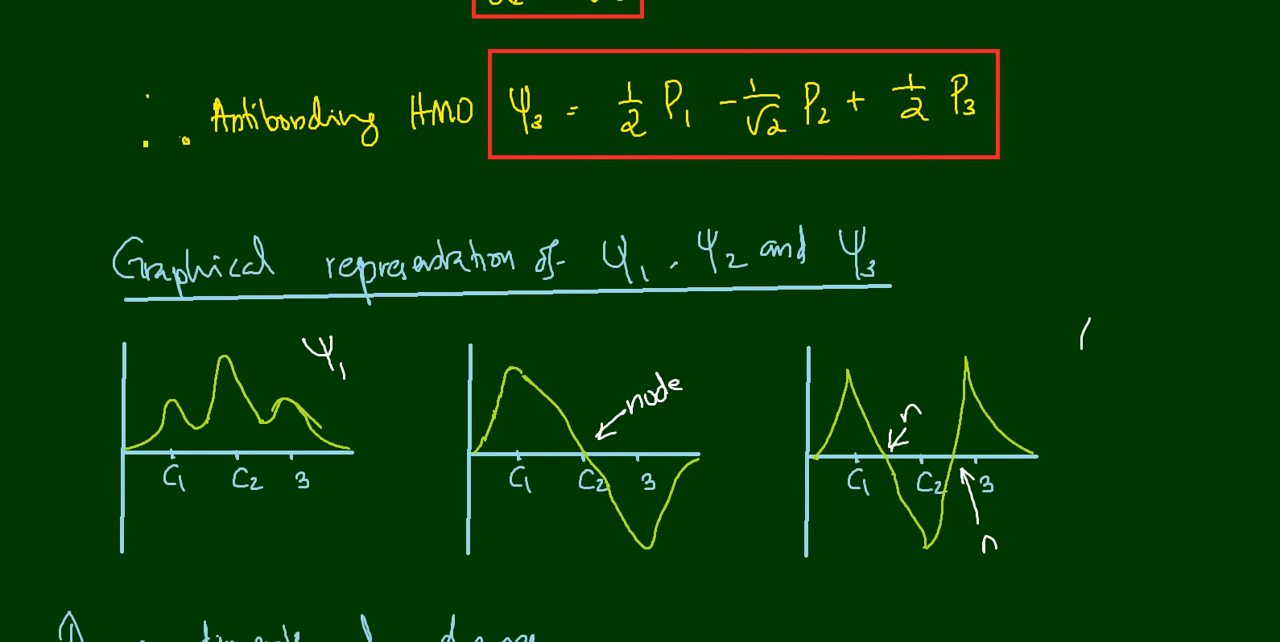 ∴ Antibonding HMO ψ3 = 1/2 P1 - 1/√2 P2 + 1/2 P3
Graphical representation of ψ1, ψ2 and ψ3
ψ1
node
n
C1 C2 3
C1 C2 3
C1 C2 3
n